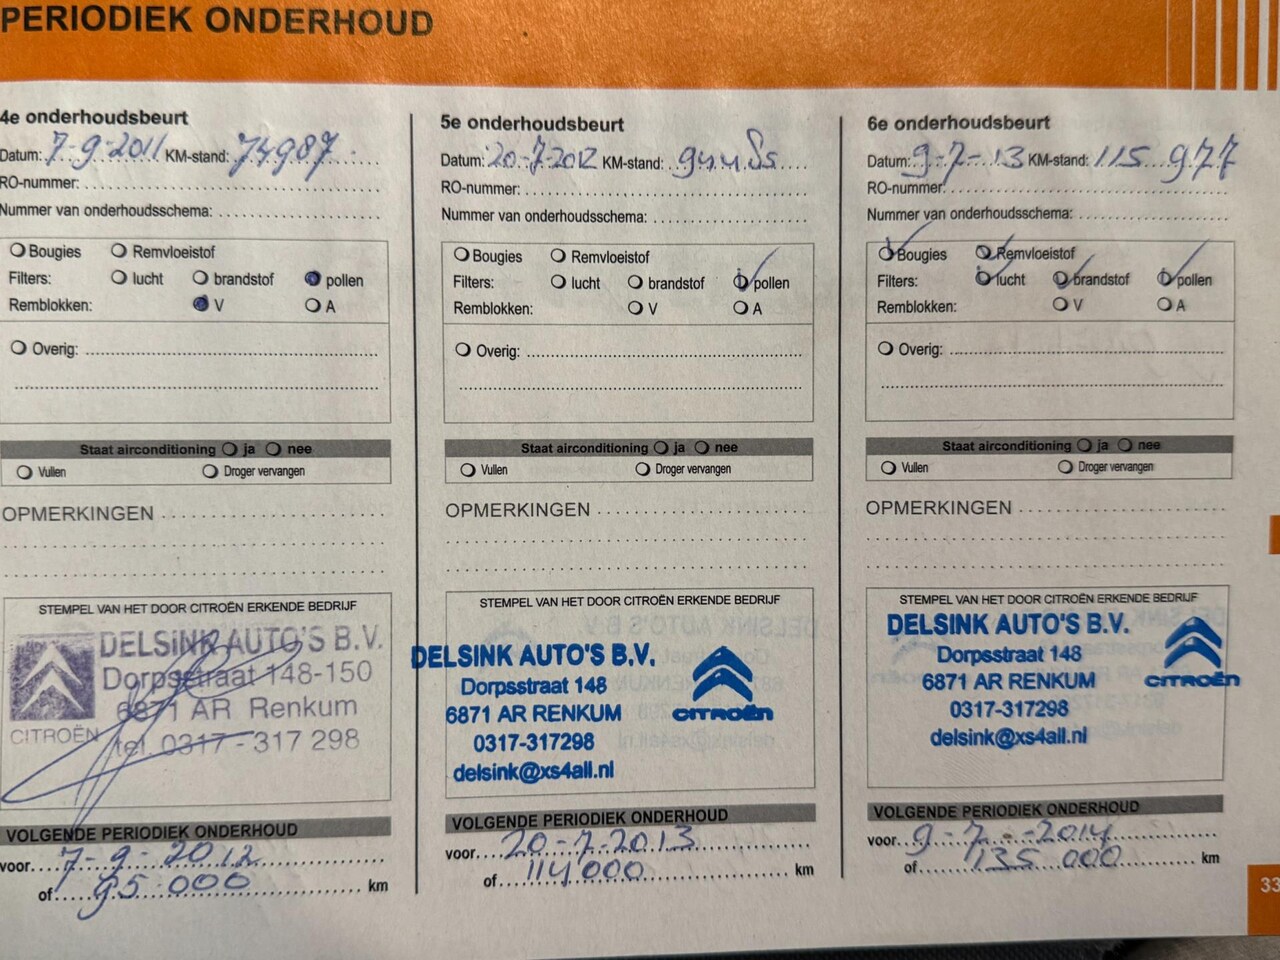 PERIODIEK ONDERHOUD
4e onderhoudsbeurt
Datum: 7-9-2011 KM-stand: 74987
RO-nummer:
Nummer van onderhoudsschema:
Bougies Remvloeistof
Filters: lucht brandstof pollen
Remblokken: V A
Overig:
Staat airconditioning ja nee
Vullen Droger vervangen
OPMERKINGEN
STEMPEL VAN HET DOOR CITROËN ERKENDE BEDRIJF
DELSINK AUTO'S B.V.
Dorpsstraat 148-150
6871 AR Renkum
CITROËN
tel. 0317-317 298
VOLGENDE PERIODIEK ONDERHOUD
voor 7-9-2012
of 95.000 km
5e onderhoudsbeurt
Datum: 20-7-2012 KM-stand:
RO-nummer:
Nummer van onderhoudsschema:
Bougies Remvloeistof
Filters: lucht brandstof pollen
Remblokken: V A
Overig:
Staat airconditioning ja nee
Vullen Droger vervangen
OPMERKINGEN
STEMPEL VAN HET DOOR CITROËN ERKENDE BEDRIJF
DELSINK AUTO'S B.V.
Dorpsstraat 148
6871 AR RENKUM
CITROËN
0317-317298
delsink@xs4all.nl
VOLGENDE PERIODIEK ONDERHOUD
voor 20-7-2013
of 114000 km
6e onderhoudsbeurt
Datum: 9-7-13 KM-stand: 115.977
RO-nummer:
Nummer van onderhoudsschema:
Bougies Remvloeistof
Filters: lucht brandstof pollen
Remblokken: V A
Overig:
Staat airconditioning ja nee
Vullen Droger vervangen
OPMERKINGEN
STEMPEL VAN HET DOOR CITROËN ERKENDE BEDRIJF
DELSINK AUTO'S B.V.
Dorpsstraat 148
6871 AR RENKUM
CITROËN
0317-317298
delsink@xs4all.nl
VOLGENDE PERIODIEK ONDERHOUD
voor 9-7-2014
of 135 000 km
33